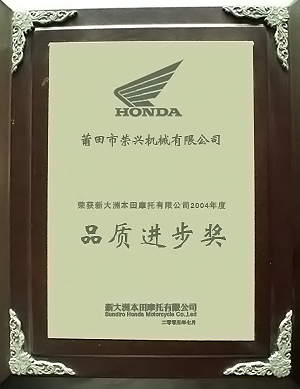 HONDA
莆田市荣兴机械有限公司
荣获新大洲本田摩托有限公司2004年度
品质进步奖
新大洲本田摩托有限公司
Sundiro Honda Motorcycle Co.,Led
二零零五年七月